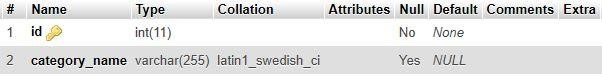 # Name Type Collation Attributes Null Default Comments Extra
1 id int(11) No None
2 category_name varchar(255) latin1_swedish_ci Yes NULL